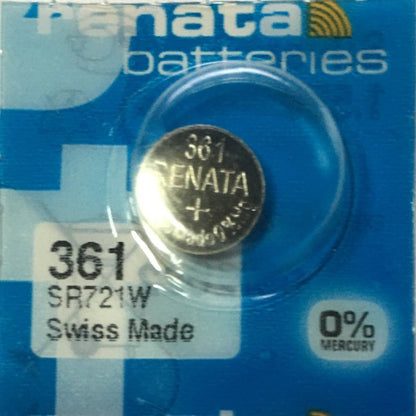 renata
batteries
361
RENATA
+
361
SR721W
Swiss Made
0%
MERCURY